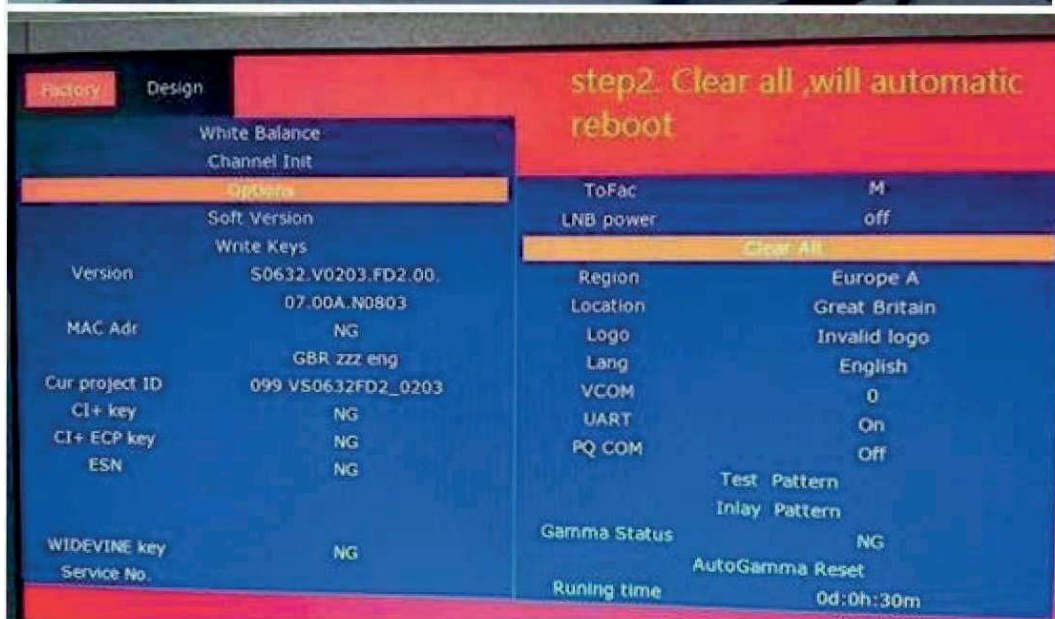 Factory Design
step2. Clear all ,will automatic
reboot
White Balance
Channel Init
Options
Soft Version
Write Keys
Version S0632.V0203.FD2.00.
07.00A.N0803
MAC Adr NG
GBR zzz eng
Cur project ID 099 VS0632FD2_0203
CI+ key NG
CI+ ECP key NG
ESN NG
WIDEVINE key NG
Service No.
ToFac M
LNB power off
Clear All
Region Europe A
Location Great Britain
Logo Invalid logo
Lang English
VCOM 0
UART On
PQ COM Off
Test Pattern
Inlay Pattern
Gamma Status NG
AutoGamma Reset
Runing time 0d:0h:30m